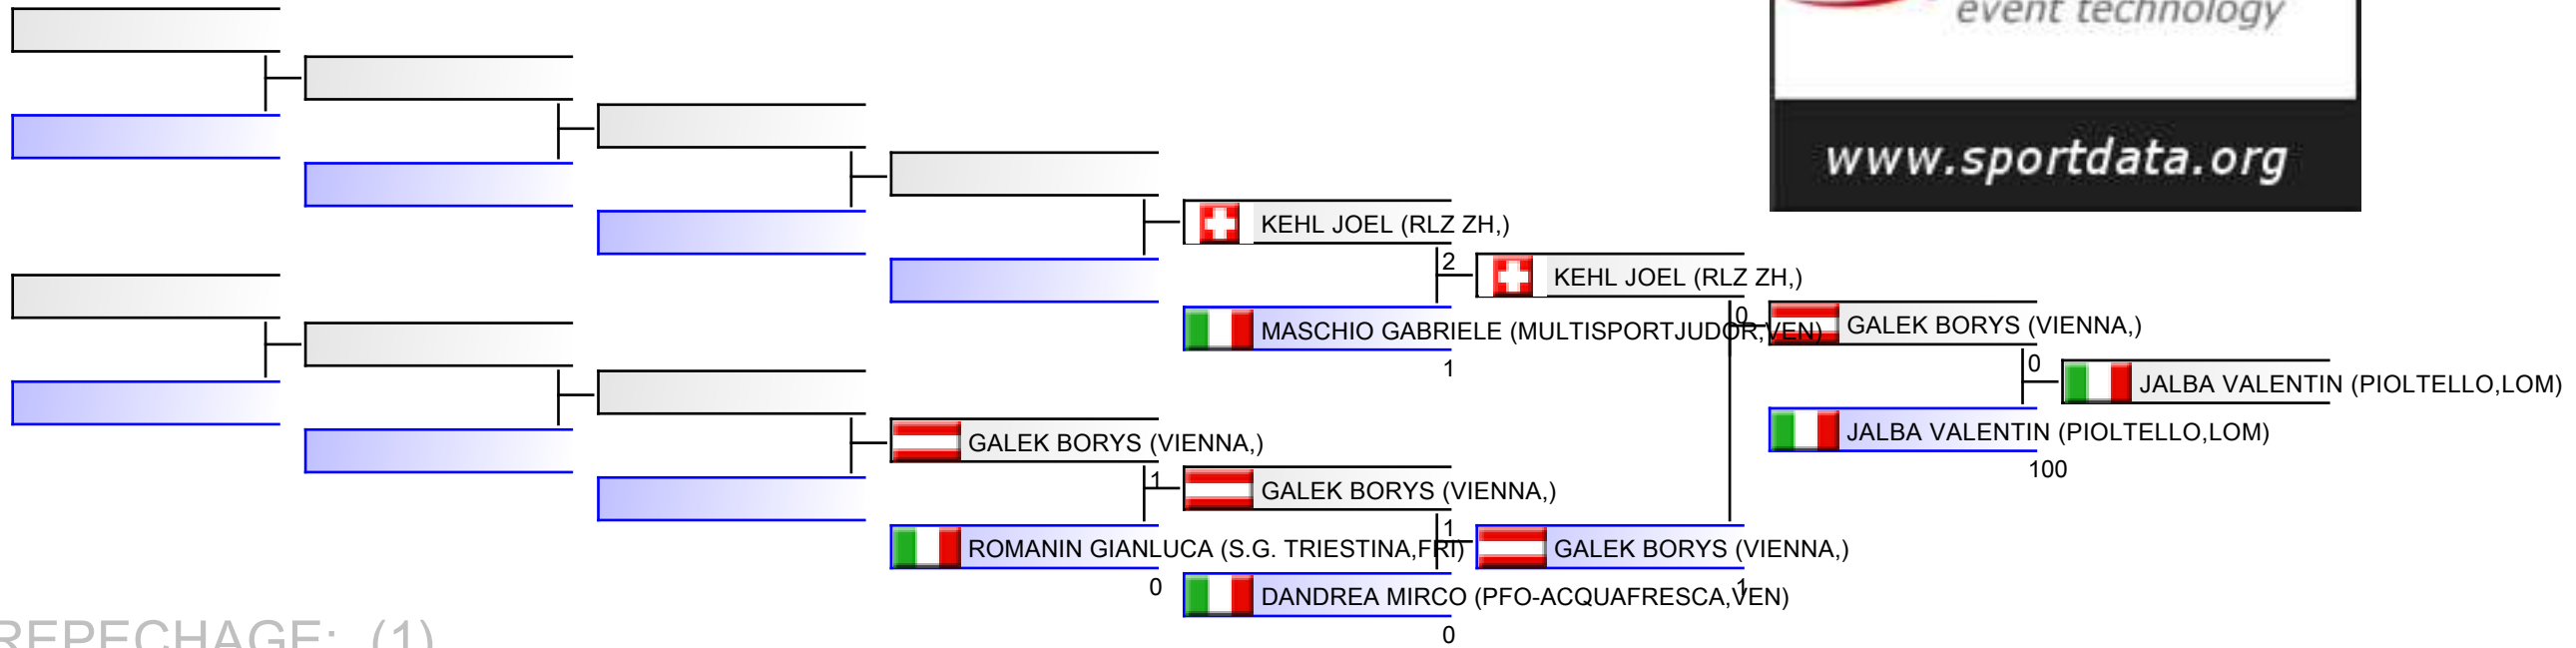 event technology
www.sportdata.org
KEHL JOEL (RLZ ZH,)
2
KEHL JOEL (RLZ ZH,)
MASCHIO GABRIELE (MULTISPORTJUDOR,VEN)
1
0
GALEK BORYS (VIENNA,)
0
JALBA VALENTIN (PIOLTELLO,LOM)
JALBA VALENTIN (PIOLTELLO,LOM)
100
GALEK BORYS (VIENNA,)
1
GALEK BORYS (VIENNA,)
ROMANIN GIANLUCA (S.G. TRIESTINA,FRI)
0
1
GALEK BORYS (VIENNA,)
1
DANDREA MIRCO (PFO-ACQUAFRESCA,VEN)
0
REPECHAGE: (1)